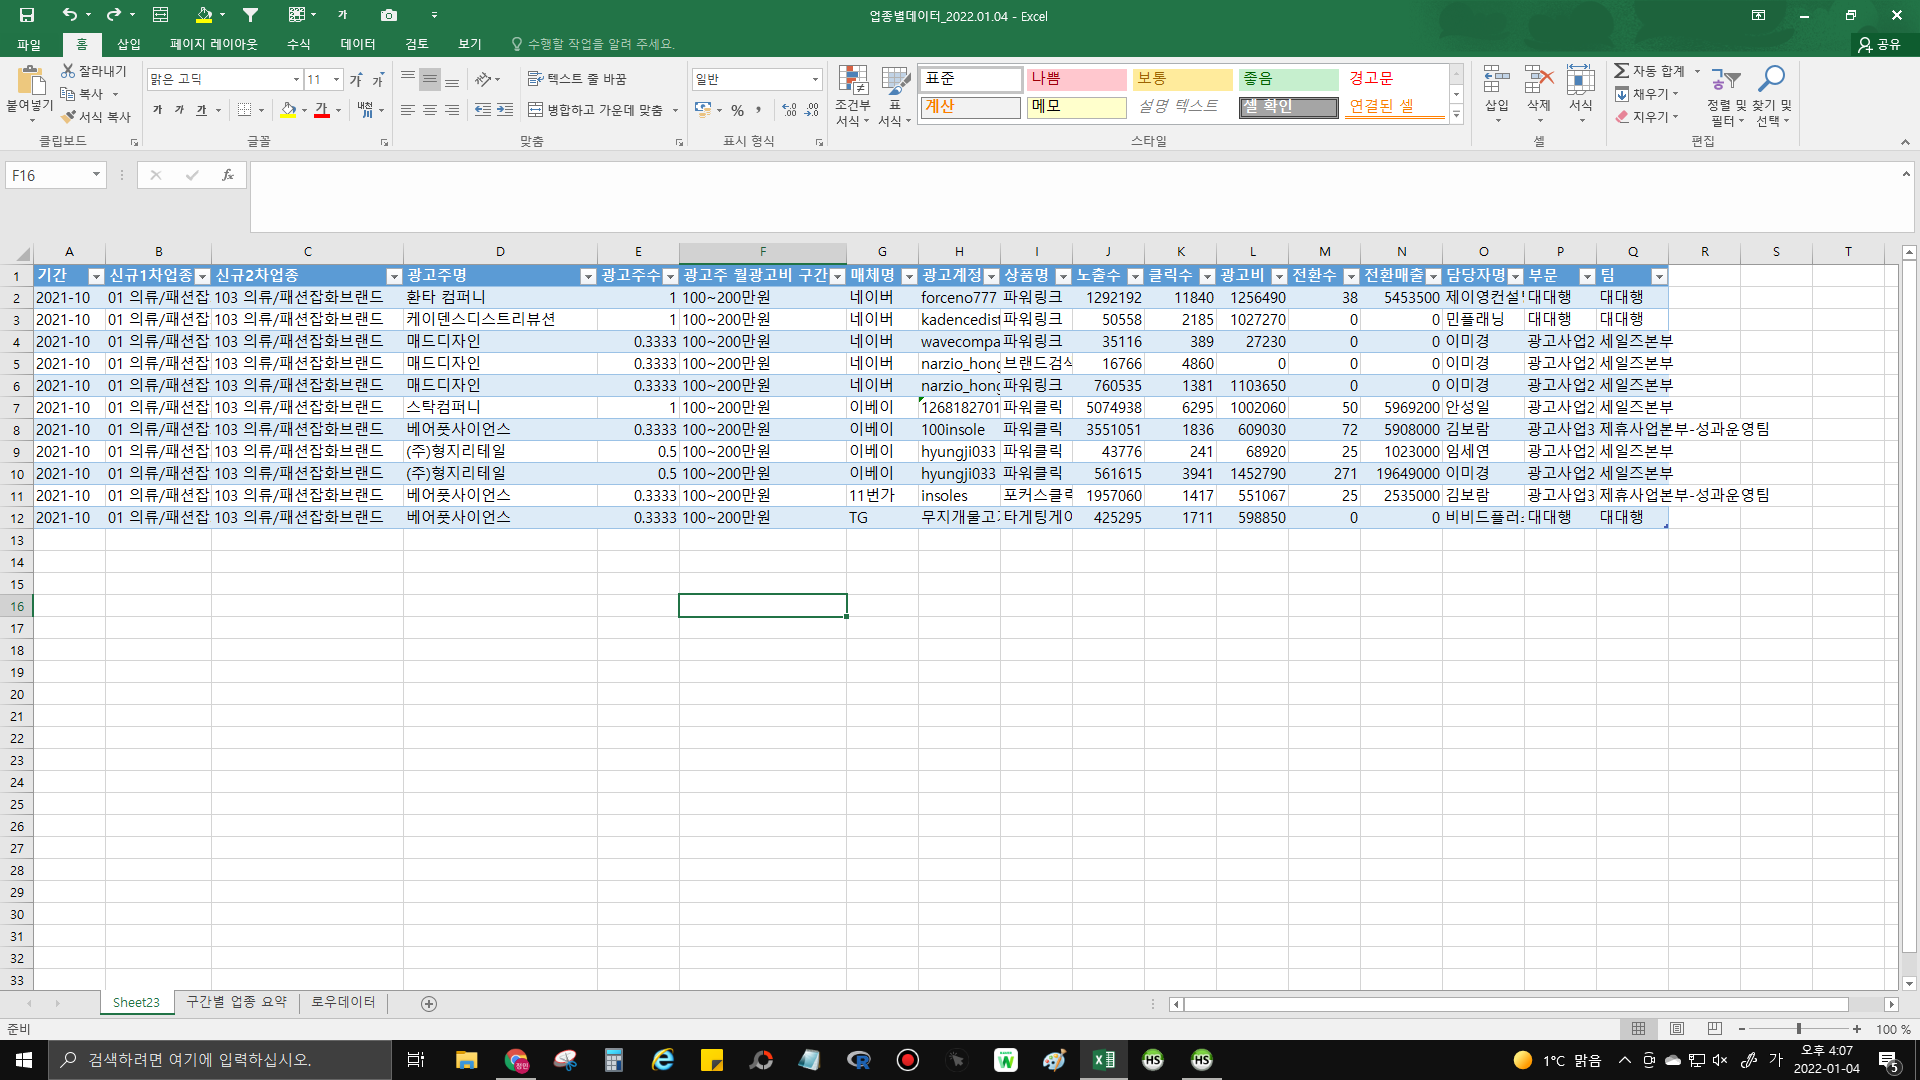 업종별데이터_2022.01.04 - Excel
파일 홈 삽입 페이지 레이아웃 수식 데이터 검토 보기 수행할 작업을 알려 주세요. 공유
붙여넣기 잘라내기 복사 서식 복사 클립보드
맑은 고딕 11 가 가 가 가 가 가 내천 글꼴
텍스트 줄 바꿈 병합하고 가운데 맞춤 맞춤
일반 % 표시 형식
조건부 서식 표 서식
표준 나쁨 보통 좋음 경고문
계산 메모 설명 텍스트 셀 확인 연결된 셀
스타일
삽입 삭제 서식 셀
자동 합계 채우기 지우기 정렬 및 필터 찾기 및 선택 편집
F16 fx
A B C D E F G H I J K L M N O P Q R S T
1 기간 신규1차업종 신규2차업종 광고주명 광고주수 광고주 월광고비 구간 매체명 광고계정 상품명 노출수 클릭수 광고비 전환수 전환매출 담당자명 부문 팀
2 2021-10 01 의류/패션잡 103 의류/패션잡화브랜드 환타 컴퍼니 1 100~200만원 네이버 forceno777 파워링크 1292192 11840 1256490 38 5453500 제이영컨설 대대행 대대행
3 2021-10 01 의류/패션잡 103 의류/패션잡화브랜드 케이덴스디스트리뷰션 1 100~200만원 네이버 kadencedist 파워링크 50558 2185 1027270 0 0 민플래닝 대대행 대대행
4 2021-10 01 의류/패션잡 103 의류/패션잡화브랜드 매드디자인 0.3333 100~200만원 네이버 wavecompa 파워링크 35116 389 27230 0 0 이미경 광고사업2 세일즈본부
5 2021-10 01 의류/패션잡 103 의류/패션잡화브랜드 매드디자인 0.3333 100~200만원 네이버 narzio_hong 브랜드검색 16766 4860 0 0 0 이미경 광고사업2 세일즈본부
6 2021-10 01 의류/패션잡 103 의류/패션잡화브랜드 매드디자인 0.3333 100~200만원 네이버 narzio_hong 파워링크 760535 1381 1103650 0 0 이미경 광고사업2 세일즈본부
7 2021-10 01 의류/패션잡 103 의류/패션잡화브랜드 스탁컴퍼니 1 100~200만원 이베이 1268182701 파워클릭 5074938 6295 1002060 50 5969200 안성일 광고사업2 세일즈본부
8 2021-10 01 의류/패션잡 103 의류/패션잡화브랜드 베어풋사이언스 0.3333 100~200만원 이베이 100insole 파워클릭 3551051 1836 609030 72 5908000 김보람 광고사업3 제휴사업본부-성과운영팀
9 2021-10 01 의류/패션잡 103 의류/패션잡화브랜드 (주)형지리테일 0.5 100~200만원 이베이 hyungji033 파워클릭 43776 241 68920 25 1023000 임세연 광고사업2 세일즈본부
10 2021-10 01 의류/패션잡 103 의류/패션잡화브랜드 (주)형지리테일 0.5 100~200만원 이베이 hyungji033 파워클릭 561615 3941 1452790 271 19649000 이미경 광고사업2 세일즈본부
11 2021-10 01 의류/패션잡 103 의류/패션잡화브랜드 베어풋사이언스 0.3333 100~200만원 11번가 insoles 포커스클릭 1957060 1417 551067 25 2535000 김보람 광고사업3 제휴사업본부-성과운영팀
12 2021-10 01 의류/패션잡 103 의류/패션잡화브랜드 베어풋사이언스 0.3333 100~200만원 TG 무지개물고 타게팅게이 425295 1711 598850 0 0 비비드플러 대대행 대대행
13
14
15
16
17
18
19
20
21
22
23
24
25
26
27
28
29
30
31
32
33
Sheet23 구간별 업종 요약 로우데이터
준비 100 %
검색하려면 여기에 입력하십시오. HS HS 1°C 맑음 가 오후 4:07
2022-01-04 5